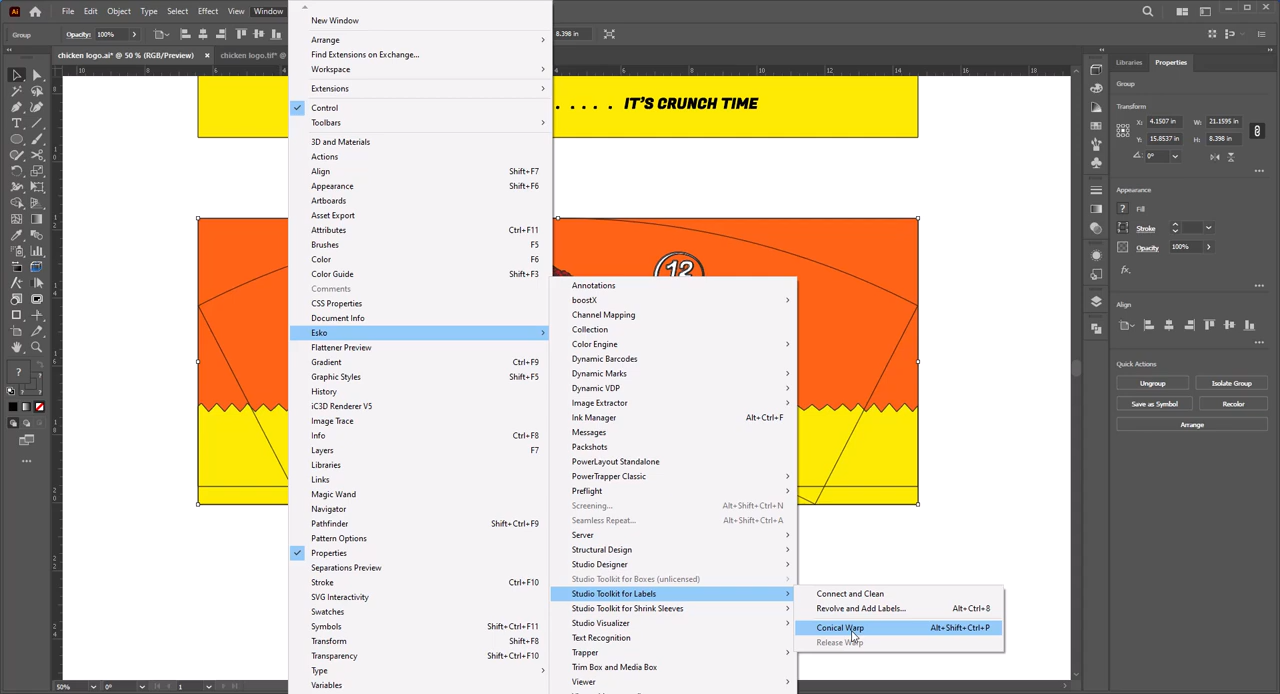 File Edit Object Type Select Effect View Window
Group
Opacity: 100%
8.398 in
chicken logo.ai* @ 50 % (RGB/Preview)
chicken logo.tif*
10
8
6
10
12
14
16
. . . . . IT'S CRUNCH TIME
12
New Window
Arrange
Find Extensions on Exchange...
Workspace
Extensions
Control
Toolbars
3D and Materials
Actions
Align Shift+F7
Appearance Shift+F6
Artboards
Asset Export
Attributes Ctrl+F11
Brushes F5
Color F6
Color Guide Shift+F3
Comments
CSS Properties
Document Info
Esko
Flattener Preview
Gradient Ctrl+F9
Graphic Styles Shift+F5
History
iC3D Renderer V5
Image Trace
Info Ctrl+F8
Layers F7
Libraries
Links
Magic Wand
Navigator
Pathfinder Shift+Ctrl+F9
Pattern Options
Properties
Separations Preview
Stroke Ctrl+F10
SVG Interactivity
Swatches
Symbols Shift+Ctrl+F11
Transform Shift+F8
Transparency Shift+Ctrl+F10
Type
Variables
Annotations
boostX
Channel Mapping
Collection
Color Engine
Dynamic Barcodes
Dynamic Marks
Dynamic VDP
Image Extractor
Ink Manager Alt+Ctrl+F
Messages
Packshots
PowerLayout Standalone
PowerTrapper Classic
Preflight
Screening... Alt+Shift+Ctrl+N
Seamless Repeat... Alt+Shift+Ctrl+A
Server
Structural Design
Studio Designer
Studio Toolkit for Boxes (unlicensed)
Studio Toolkit for Labels
Studio Toolkit for Shrink Sleeves
Studio Visualizer
Text Recognition
Trapper
Trim Box and Media Box
Viewer
Connect and Clean
Revolve and Add Labels... Alt+Ctrl+8
Conical Warp Alt+Shift+Ctrl+P
Release Warp
Libraries Properties
Group
Transform
X: 4.1507 in W: 21.1595 in
Y: 15.8537 in H: 8.398 in
0°
Appearance
Fill
Stroke
Opacity 100%
fx.
Align
Quick Actions
Ungroup Isolate Group
Save as Symbol Recolor
Arrange
50% 0° 1